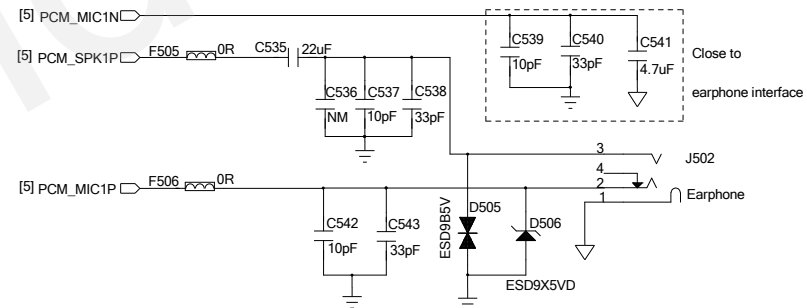 [5] PCM_MIC1N
[5] PCM_SPK1P F505 0R C535 22uF
C539 10pF
C540 33pF
C541 4.7uF
Close to
earphone interface
C536 NM
C537 10pF
C538 33pF
3
4
2
1
J502
Earphone
[5] PCM_MIC1P F506 0R
C542 10pF
C543 33pF
ESD9B5V
D505
D506
ESD9X5VD